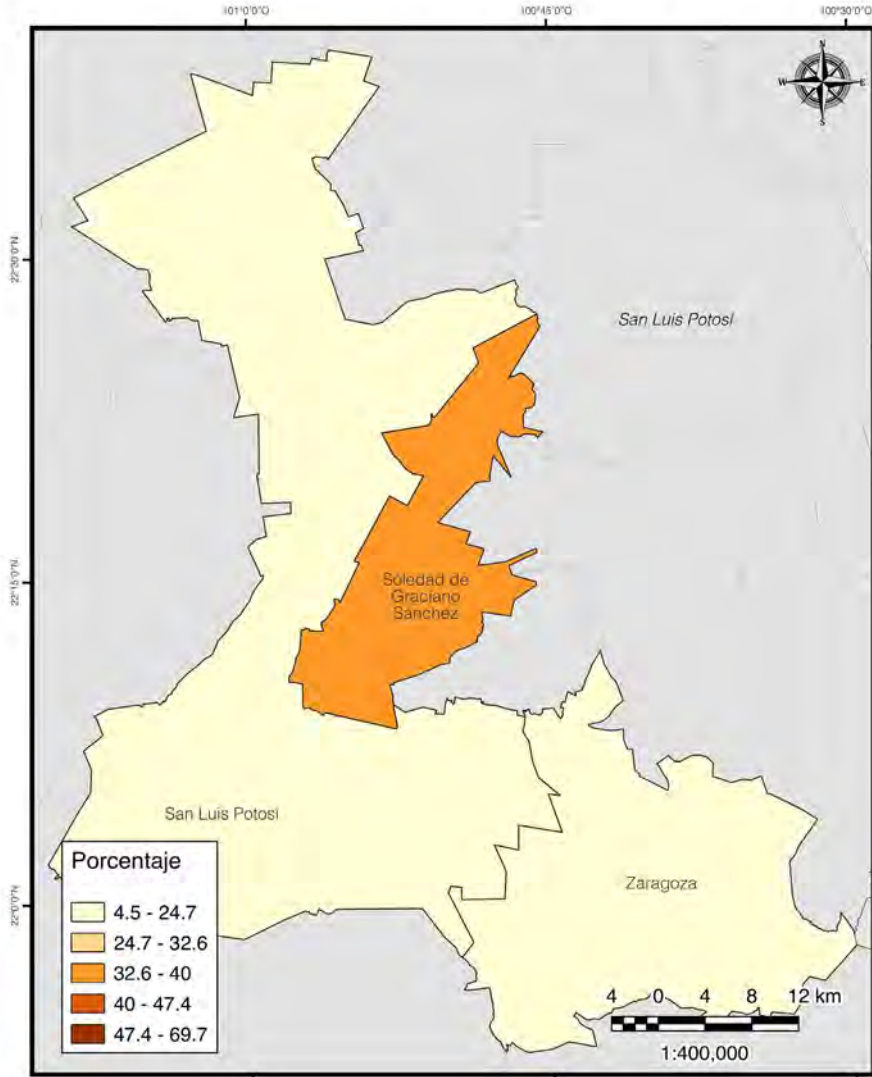 101°0'0"O
100°45'0"O
100°30'0"O
N
W
E
S
22°30'0"N
San Luis Potosí
22°15'0"N
Soledad de
Graciano
Sánchez
San Luis Potosí
Zaragoza
22°0'0"N
Porcentaje
4.5 - 24.7
24.7 - 32.6
32.6 - 40
40 - 47.4
47.4 - 69.7
4 0 4 8 12 km
1:400,000